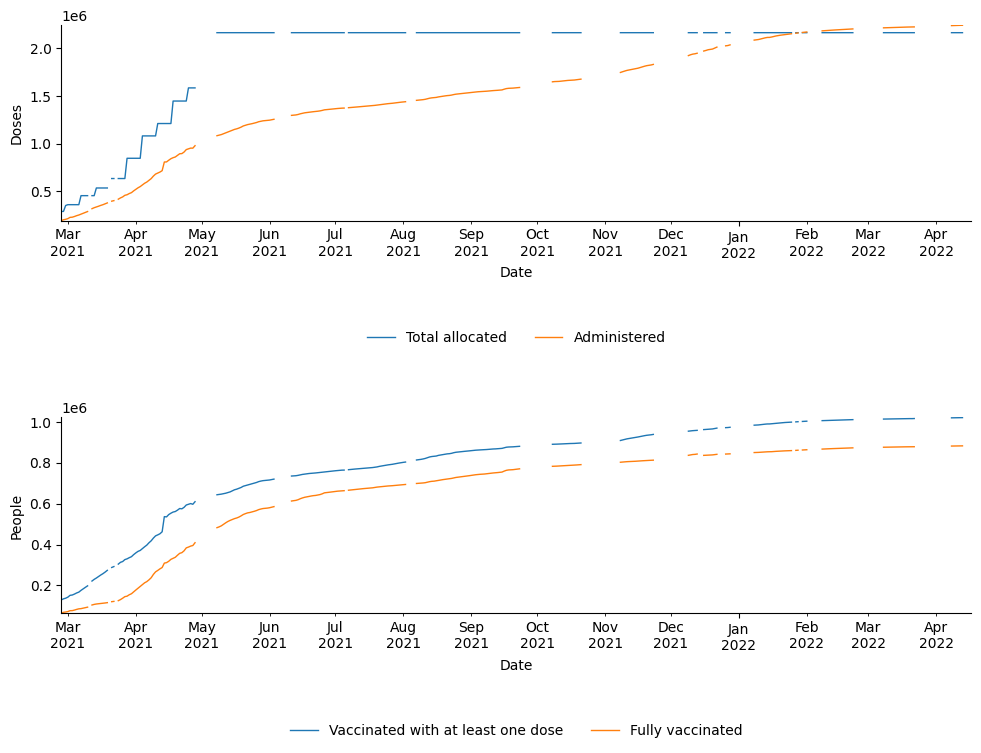 1e6
2.0
1.5
1.0
0.5
Doses
Mar Apr May Jun Jul Aug Sep Oct Nov Dec Jan Feb Mar Apr
2021 2021 2021 2021 2021 2021 2021 2021 2021 2021 2022 2022 2022 2022
Date
Total allocated Administered
1e6
1.0
0.8
0.6
0.4
0.2
People
Mar Apr May Jun Jul Aug Sep Oct Nov Dec Jan Feb Mar Apr
2021 2021 2021 2021 2021 2021 2021 2021 2021 2021 2022 2022 2022 2022
Date
Vaccinated with at least one dose Fully vaccinated